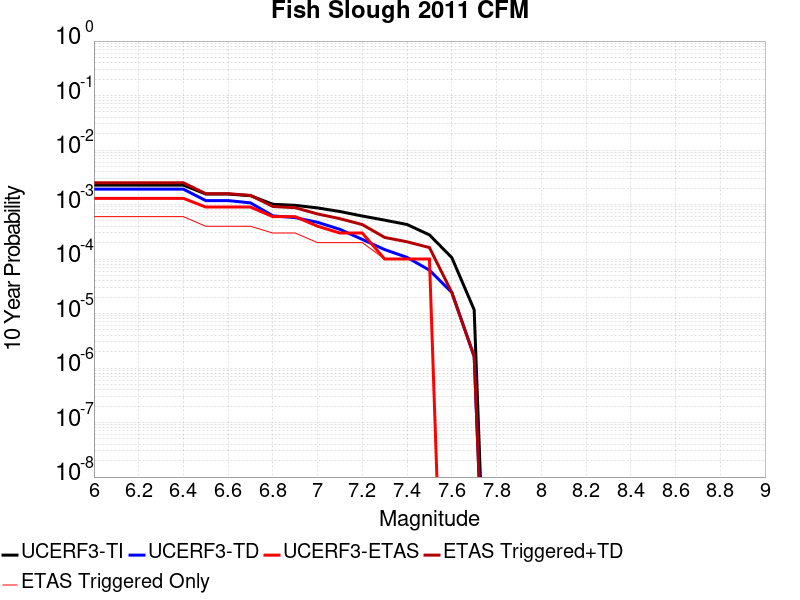 Fish Slough 2011 CFM
10 Year Probability
10^0
10^-1
10^-2
10^-3
10^-4
10^-5
10^-6
10^-7
10^-8
6 6.2 6.4 6.6 6.8 7 7.2 7.4 7.6 7.8 8 8.2 8.4 8.6 8.8 9
Magnitude
UCERF3-TI UCERF3-TD UCERF3-ETAS ETAS Triggered+TD
ETAS Triggered Only